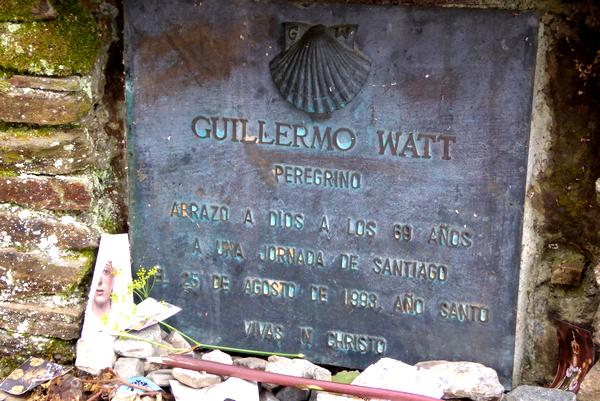 G W
GUILLERMO WATT
PEREGRINO
ABRAZO A DIOS A LOS 69 AÑOS
A UNA JORNADA DE SANTIAGO
EL 25 DE AGOSTO DE 1993, AÑO SANTO
VIVAS IN CHRISTO